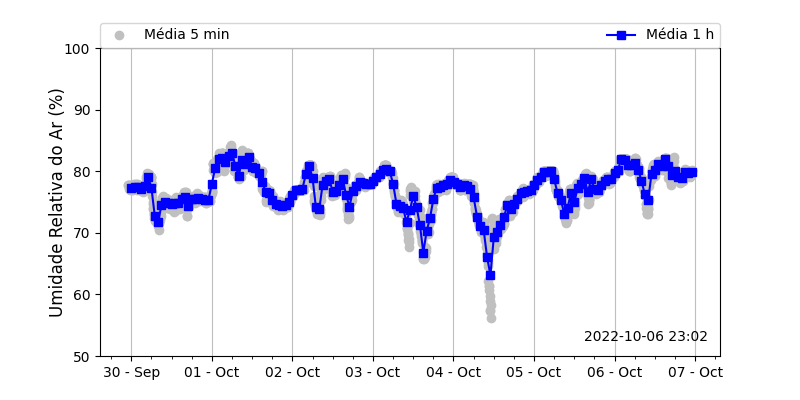 Média 5 min Média 1 h
100
90
80
70
60
50
Umidade Relativa do Ar (%)
2022-10-06 23:02
30 - Sep 01 - Oct 02 - Oct 03 - Oct 04 - Oct 05 - Oct 06 - Oct 07 - Oct